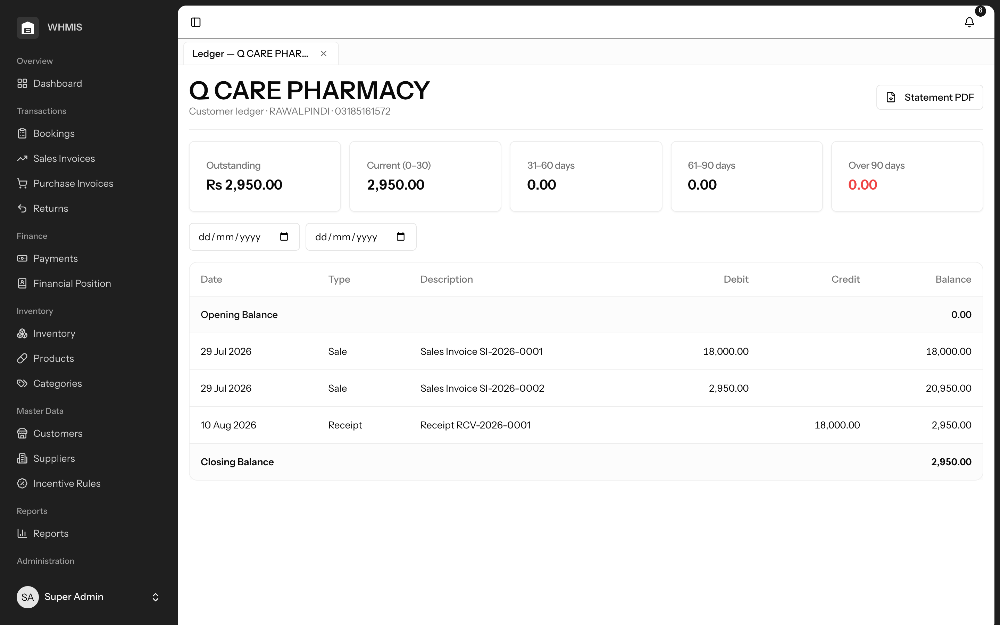 WHMIS
Overview
Dashboard
Transactions
Bookings
Sales Invoices
Purchase Invoices
Returns
Finance
Payments
Financial Position
Inventory
Inventory
Products
Categories
Master Data
Customers
Suppliers
Incentive Rules
Reports
Reports
Administration
SA Super Admin
6
Ledger — Q CARE PHAR...
Q CARE PHARMACY
Customer ledger · RAWALPINDI · 03185161572
Statement PDF
Outstanding
Rs 2,950.00
Current (0–30)
2,950.00
31–60 days
0.00
61–90 days
0.00
Over 90 days
0.00
dd/mm/yyyy dd/mm/yyyy
Date Type Description Debit Credit Balance
Opening Balance 0.00
29 Jul 2026 Sale Sales Invoice SI-2026-0001 18,000.00 18,000.00
29 Jul 2026 Sale Sales Invoice SI-2026-0002 2,950.00 20,950.00
10 Aug 2026 Receipt Receipt RCV-2026-0001 18,000.00 2,950.00
Closing Balance 2,950.00